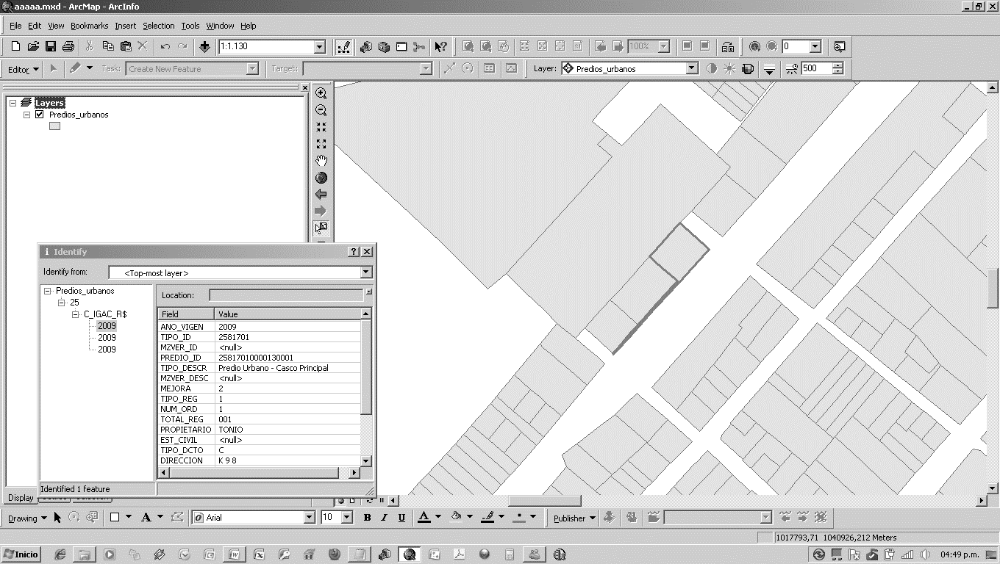 aaaaa.mxd - ArcMap - ArcInfo
File Edit View Bookmarks Insert Selection Tools Window Help
1:1.130
100%
0
Editor
Task: Create New Feature
Target:
Layer: Predios_urbanos
500
Layers
Predios_urbanos
Identify
Identify from: <Top-most layer>
Predios_urbanos
25
C_IGAC_R$
2009
2009
2009
Location:
Field Value
ANO_VIGEN 2009
TIPO_ID 2581701
MZVER_ID <null>
PREDIO_ID 25817010000130001
TIPO_DESCR Predio Urbano - Casco Principal
MZVER_DESC <null>
MEJORA 2
TIPO_REG 1
NUM_ORD 1
TOTAL_REG 001
PROPIETARIO TONIO
EST_CIVIL <null>
TIPO_DCTO C
DIRECCION K 9 8
Identified 1 feature
Display
Drawing
A
Arial
10
B I U A
Publisher
1017793,71 1040926,212 Meters
Inicio
04:49 p.m.